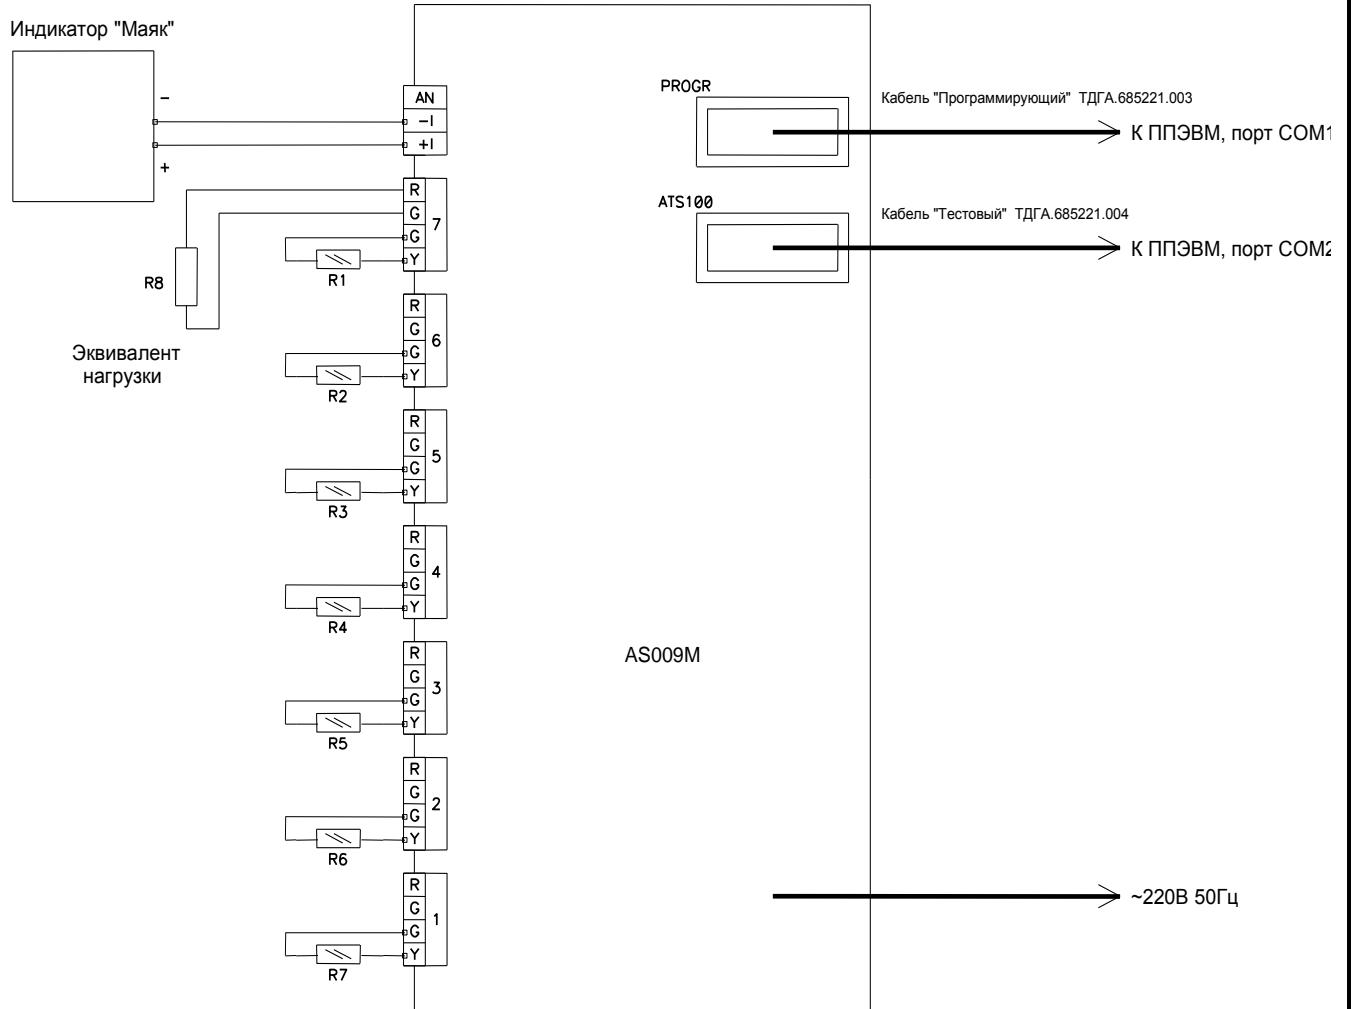 Индикатор "Маяк"
-
+
AN
-I
+I
R
G
G
Y
7
R1
R8
Эквивалент
нагрузки
R
G
G
Y
6
R2
R
G
G
Y
5
R3
R
G
G
Y
4
R4
R
G
G
Y
3
R5
R
G
G
Y
2
R6
R
G
G
Y
1
R7
PROGR
Кабель "Программирующий" ТДГА.685221.003
К ППЭВМ, порт COM1
ATS100
Кабель "Тестовый" ТДГА.685221.004
К ППЭВМ, порт COM2
AS009M
~220В 50Гц